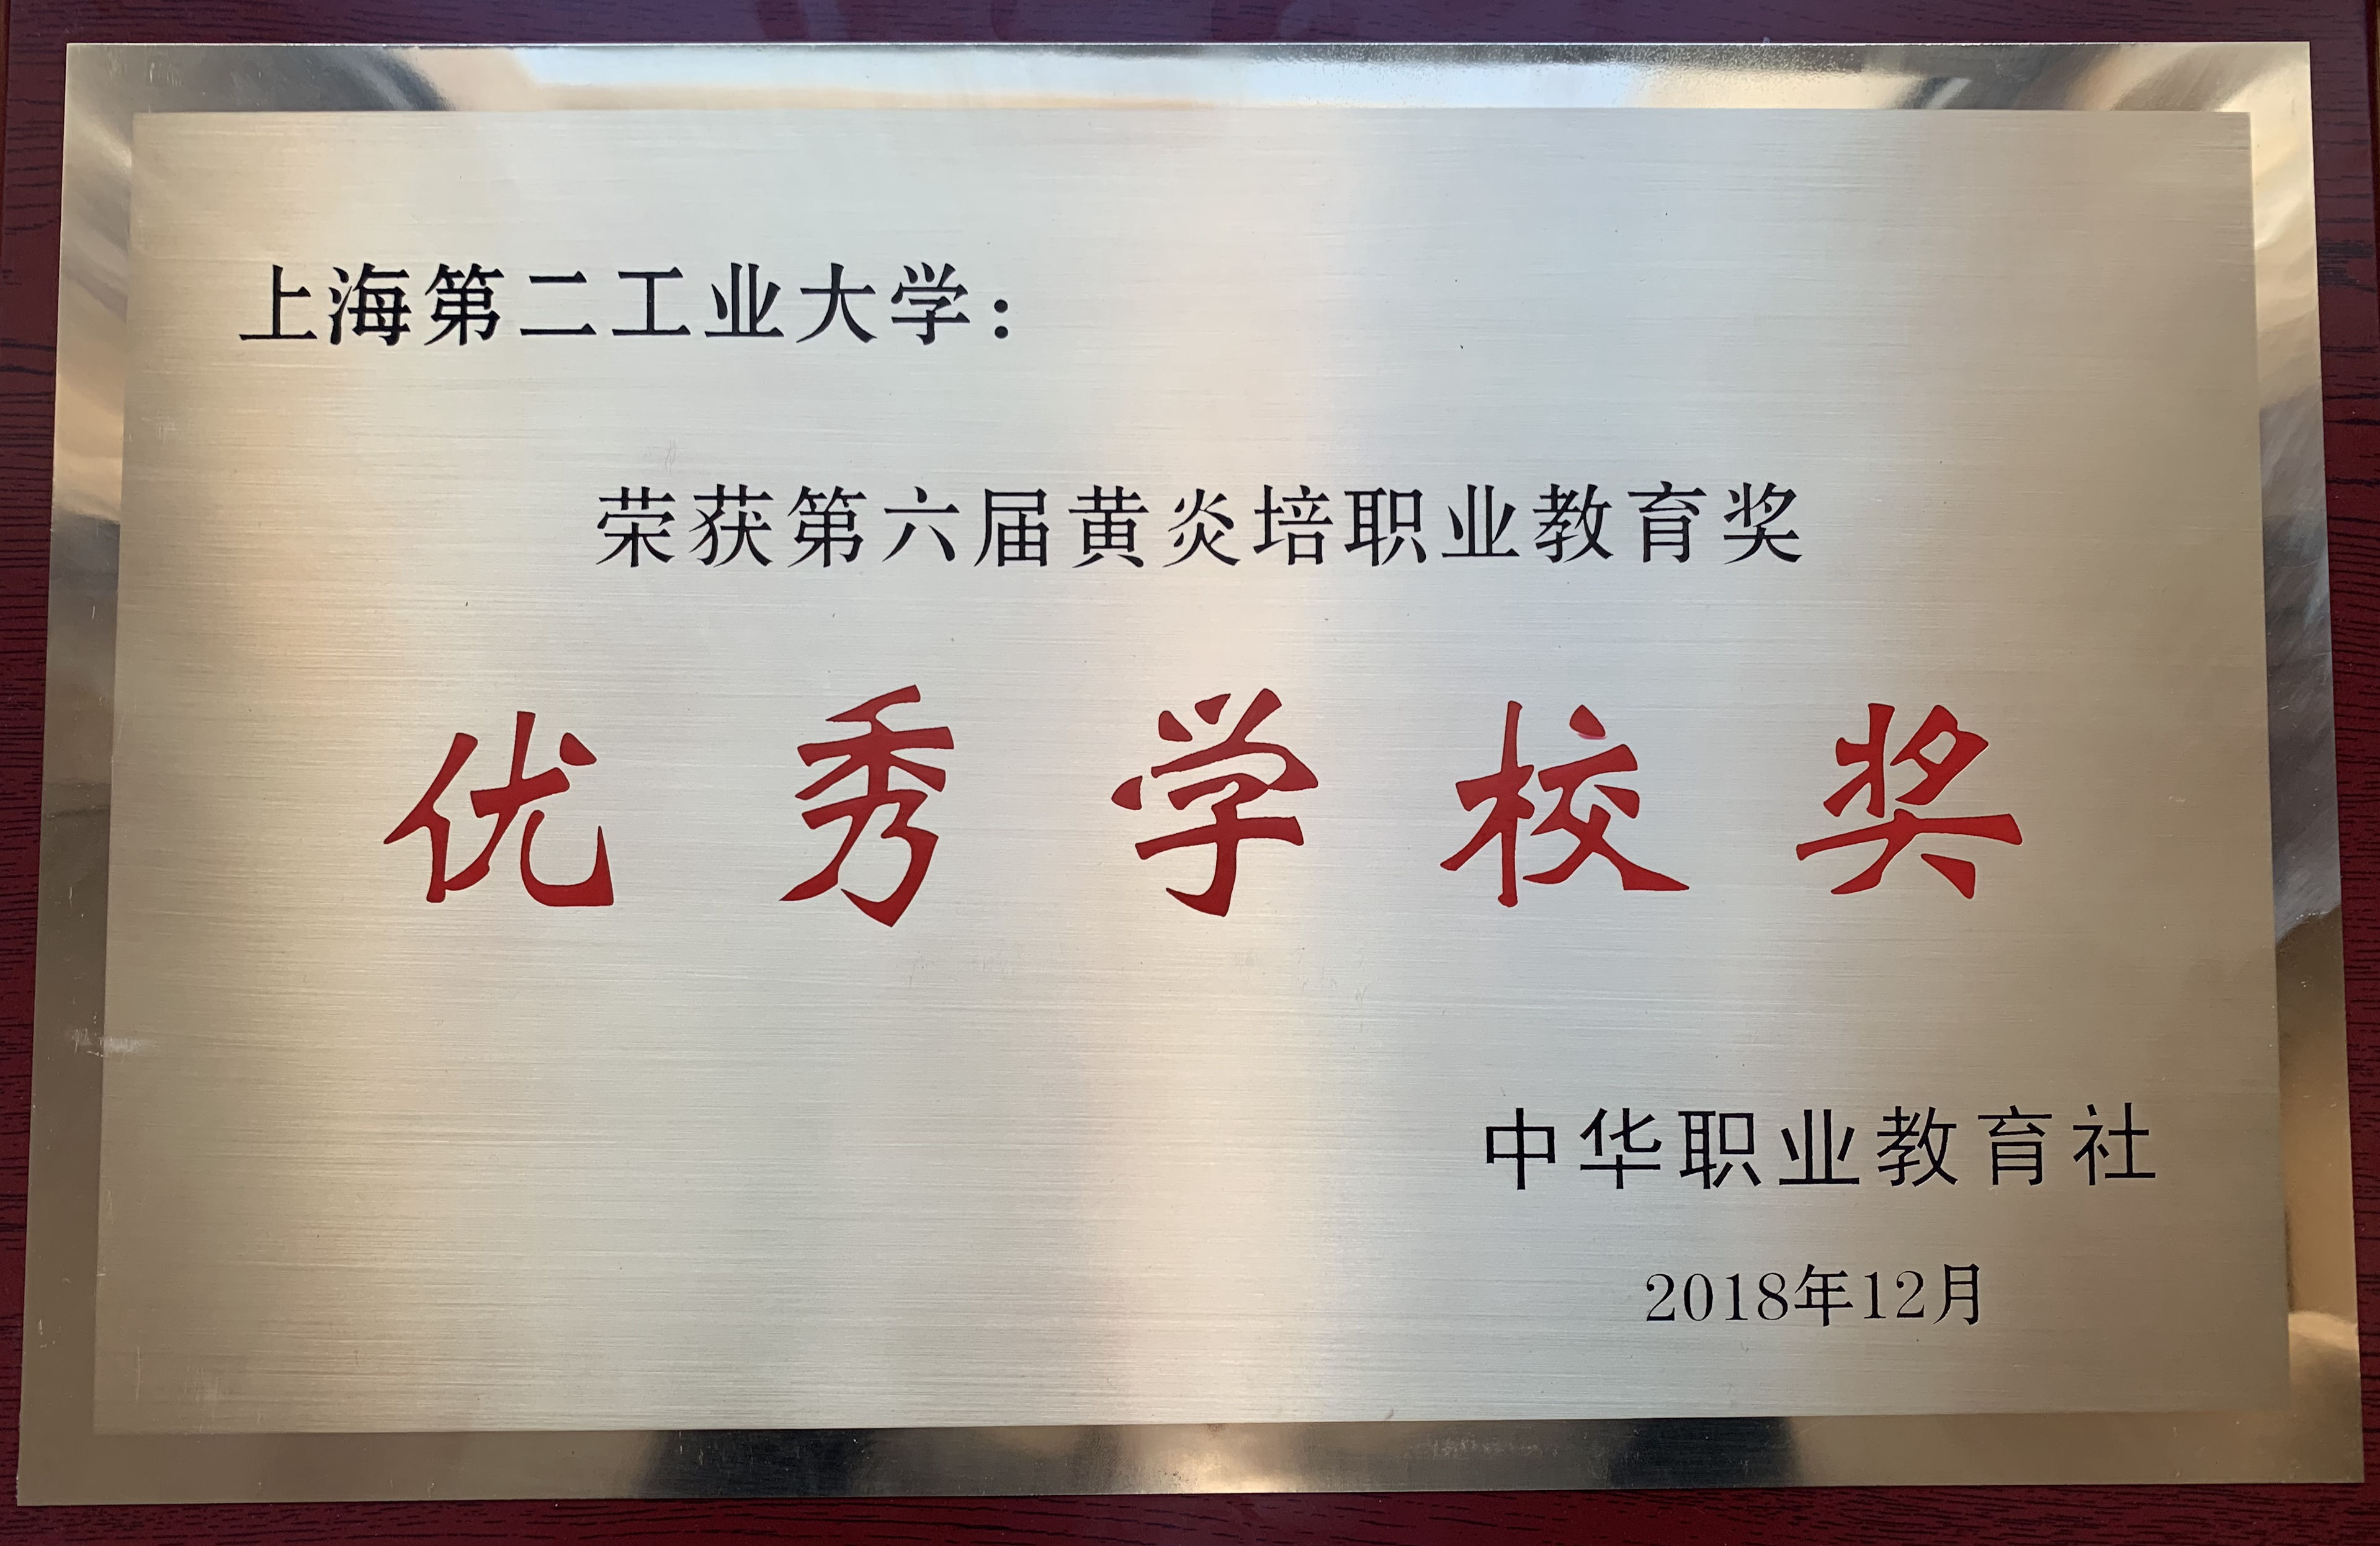 上海第二工业大学：
荣获第六届黄炎培职业教育奖
优秀学校奖
中华职业教育社
2018年12月